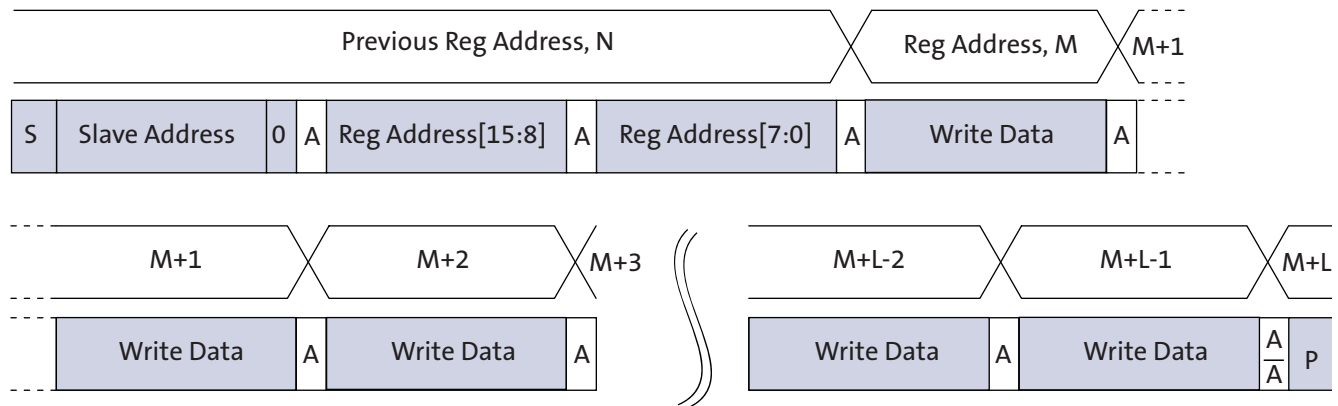 Previous Reg Address, N Reg Address, M M+1
S Slave Address 0 A Reg Address[15:8] A Reg Address[7:0] A Write Data A
M+1 M+2 M+3 M+L-2 M+L-1 M+L
Write Data A Write Data A Write Data A Write Data A/A̅ P